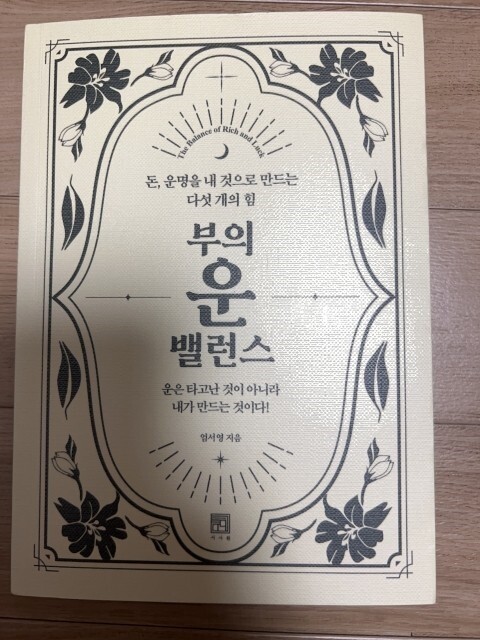 The Balance of Rich and Luck
돈, 운명을 내 것으로 만드는
다섯 개의 힘
부의
운
밸런스
운은 타고난 것이 아니라
내가 만드는 것이다!
엄서영 지음